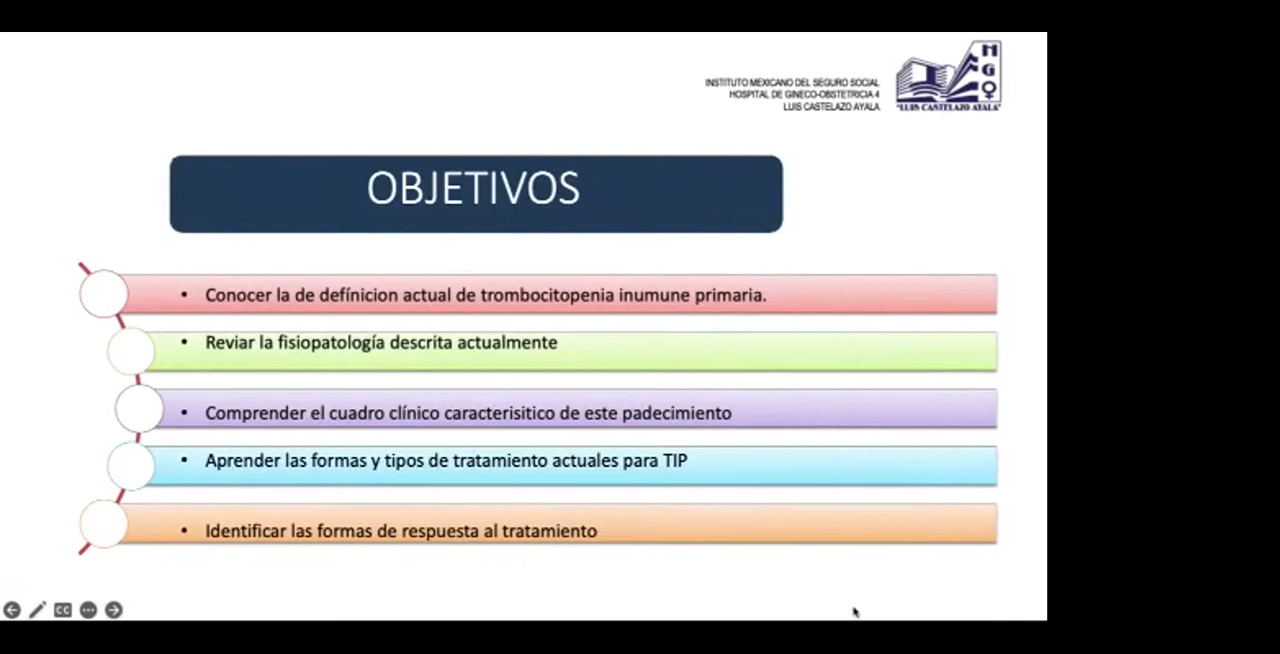 INSTITUTO MEXICANO DEL SEGURO SOCIAL
HOSPITAL DE GINECO-OBSTETRICIA 4
LUIS CASTELAZO AYALA
H
G
"LUIS CASTELAZO AYALA"
OBJETIVOS
• Conocer la de defínicion actual de trombocitopenia inumune primaria.
• Reviar la fisiopatología descrita actualmente
• Comprender el cuadro clínico caracterisitico de este padecimiento
• Aprender las formas y tipos de tratamiento actuales para TIP
• Identificar las formas de respuesta al tratamiento
CC